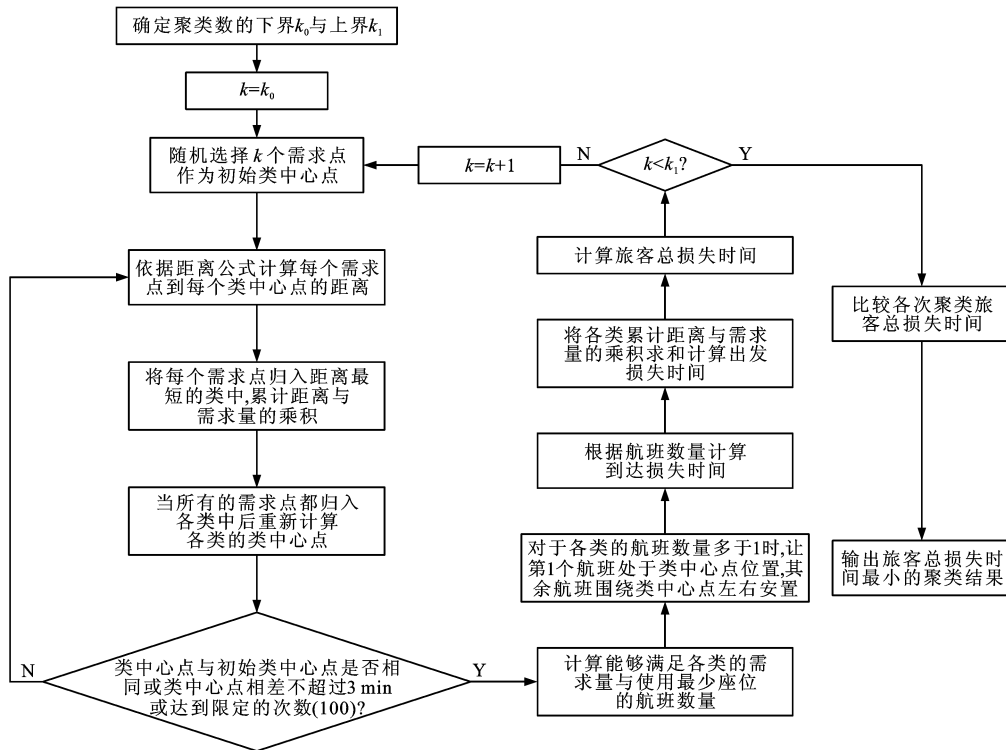 确定聚类数的下界k₀与上界k₁
k=k₀
随机选择k个需求点
作为初始类中心点
依据距离公式计算每个需求
点到每个类中心点的距离
将每个需求点归入距离最
短的类中,累计距离与
需求量的乘积
当所有的需求点都归入
各类中后重新计算
各类的类中心点
N
类中心点与初始类中心点是否相
同或类中心点相差不超过3 min
或达到限定的次数(100)?
Y
计算能够满足各类的需
求量与使用最少座位
的航班数量
对于各类的航班数量多于1时,让
第1个航班处于类中心点位置,其
余航班围绕类中心点左右安置
根据航班数量计算
到达损失时间
将各类累计距离与需求
量的乘积求和计算出发
损失时间
计算旅客总损失时间
k<k₁?
N
k=k+1
Y
比较各次聚类旅
客总损失时间
输出旅客总损失时
间最小的聚类结果